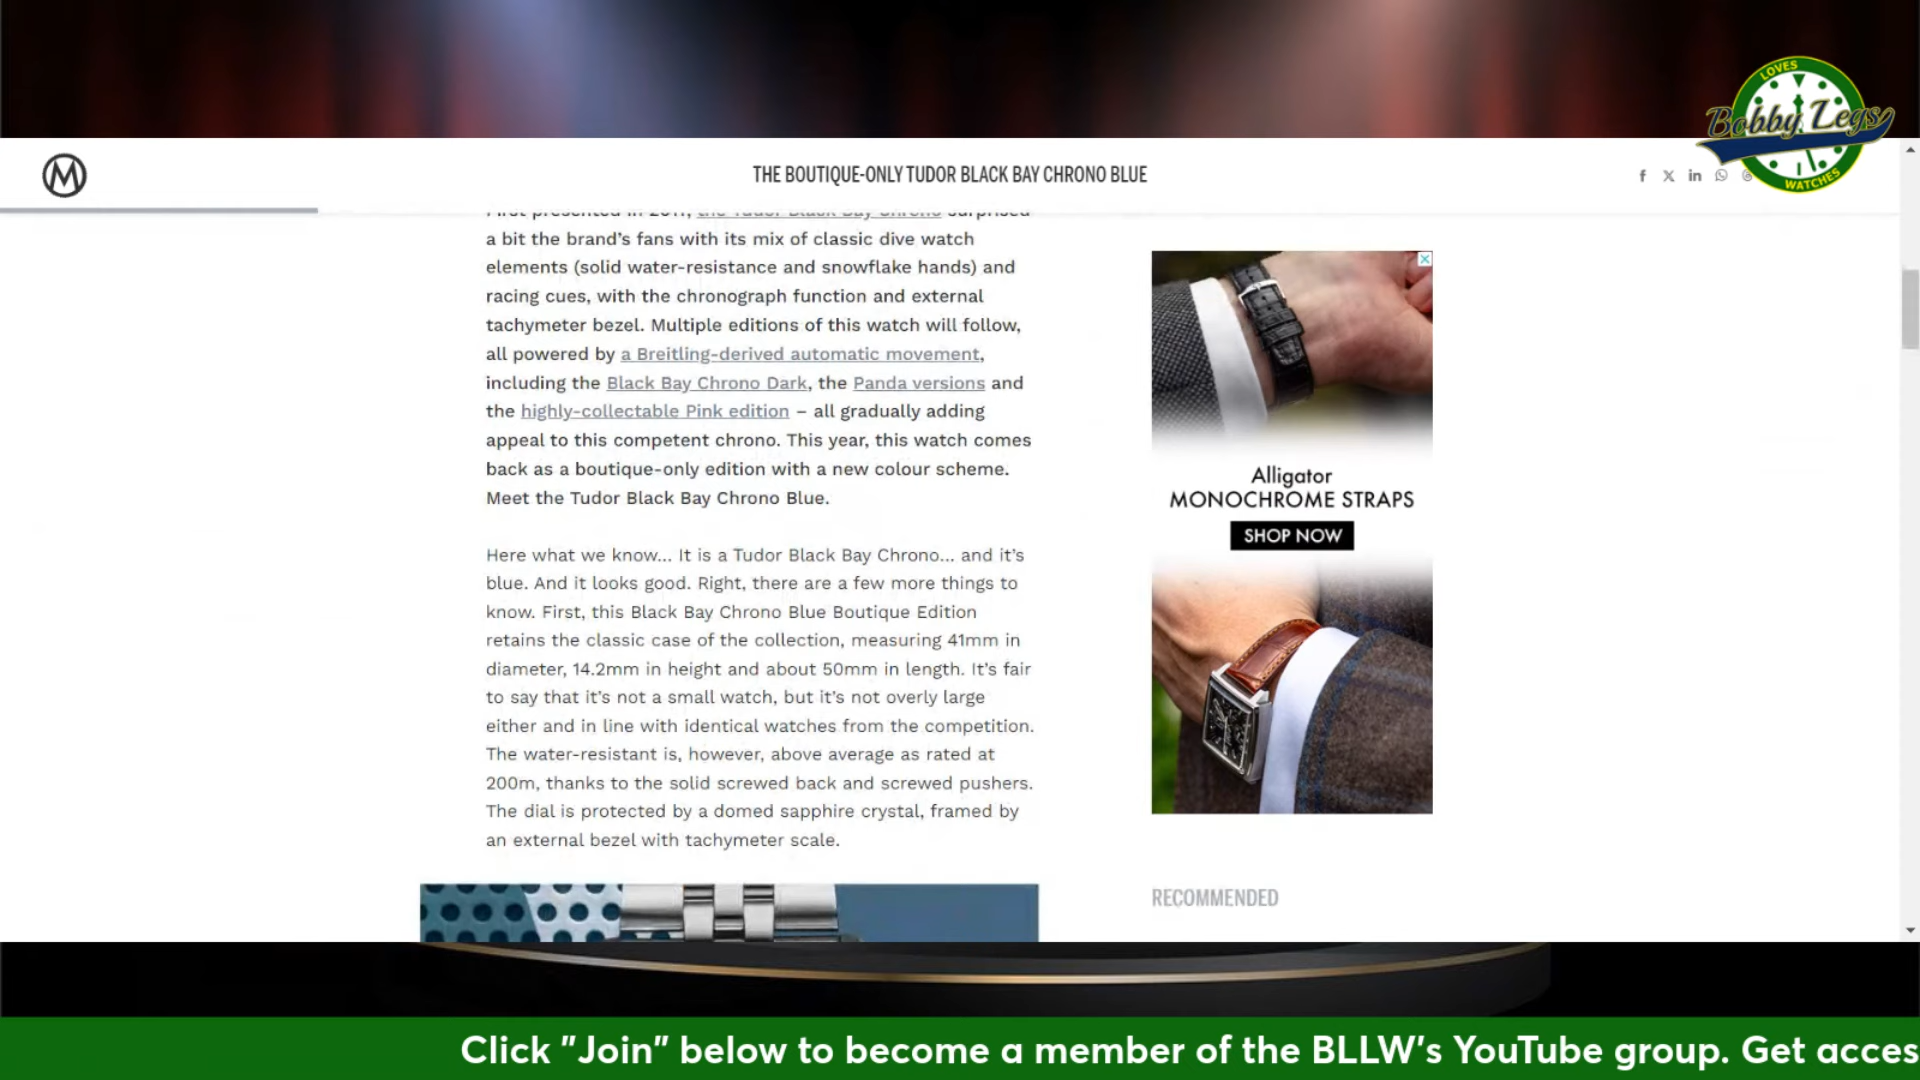 LOVES
Bobby Legs
WATCHES
THE BOUTIQUE-ONLY TUDOR BLACK BAY CHRONO BLUE
First presented in 2017, the Tudor Black Bay Chrono surprised
a bit the brand's fans with its mix of classic dive watch
elements (solid water-resistance and snowflake hands) and
racing cues, with the chronograph function and external
tachymeter bezel. Multiple editions of this watch will follow,
all powered by a Breitling-derived automatic movement,
including the Black Bay Chrono Dark, the Panda versions and
the highly-collectable Pink edition – all gradually adding
appeal to this competent chrono. This year, this watch comes
back as a boutique-only edition with a new colour scheme.
Meet the Tudor Black Bay Chrono Blue.
Here what we know… It is a Tudor Black Bay Chrono… and it's
blue. And it looks good. Right, there are a few more things to
know. First, this Black Bay Chrono Blue Boutique Edition
retains the classic case of the collection, measuring 41mm in
diameter, 14.2mm in height and about 50mm in length. It's fair
to say that it's not a small watch, but it's not overly large
either and in line with identical watches from the competition.
The water-resistant is, however, above average as rated at
200m, thanks to the solid screwed back and screwed pushers.
The dial is protected by a domed sapphire crystal, framed by
an external bezel with tachymeter scale.
Alligator
MONOCHROME STRAPS
SHOP NOW
RECOMMENDED
Click "Join" below to become a member of the BLLW's YouTube group. Get acces